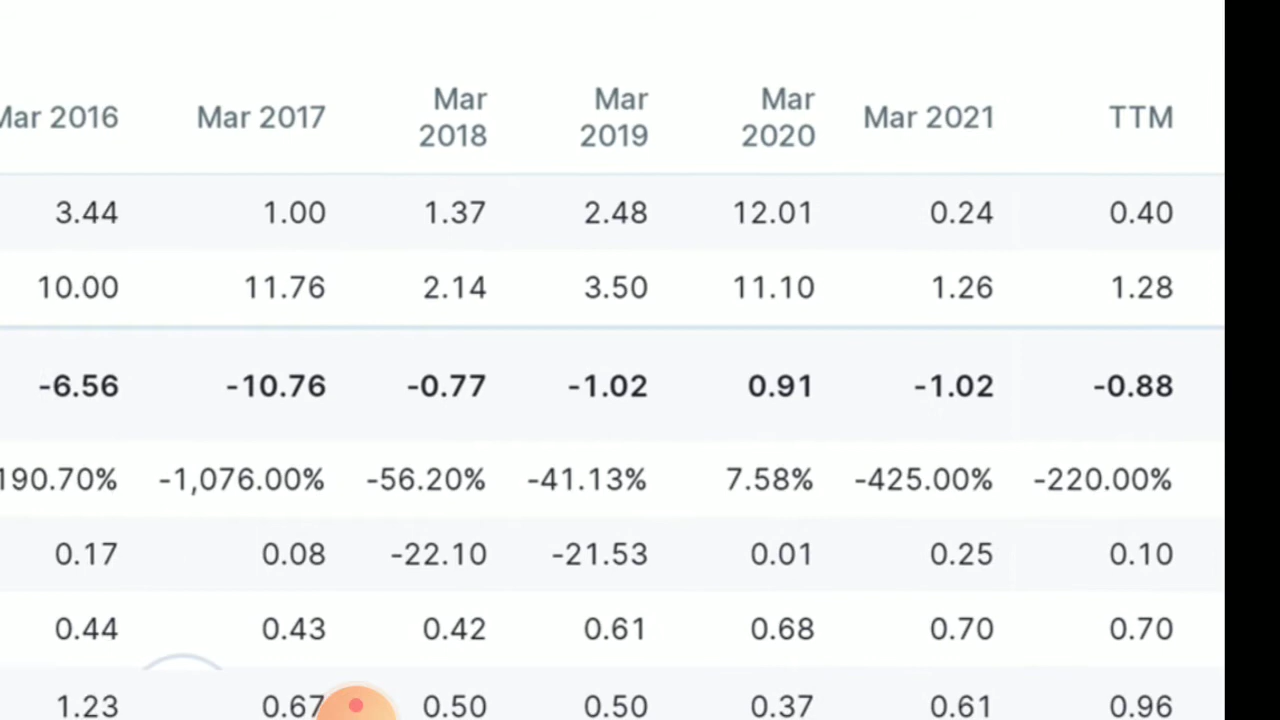 Mar 2016 Mar 2017 Mar 2018 Mar 2019 Mar 2020 Mar 2021 TTM
3.44 1.00 1.37 2.48 12.01 0.24 0.40
10.00 11.76 2.14 3.50 11.10 1.26 1.28
-6.56 -10.76 -0.77 -1.02 0.91 -1.02 -0.88
190.70% -1,076.00% -56.20% -41.13% 7.58% -425.00% -220.00%
0.17 0.08 -22.10 -21.53 0.01 0.25 0.10
0.44 0.43 0.42 0.61 0.68 0.70 0.70
1.23 0.67 0.50 0.50 0.37 0.61 0.96